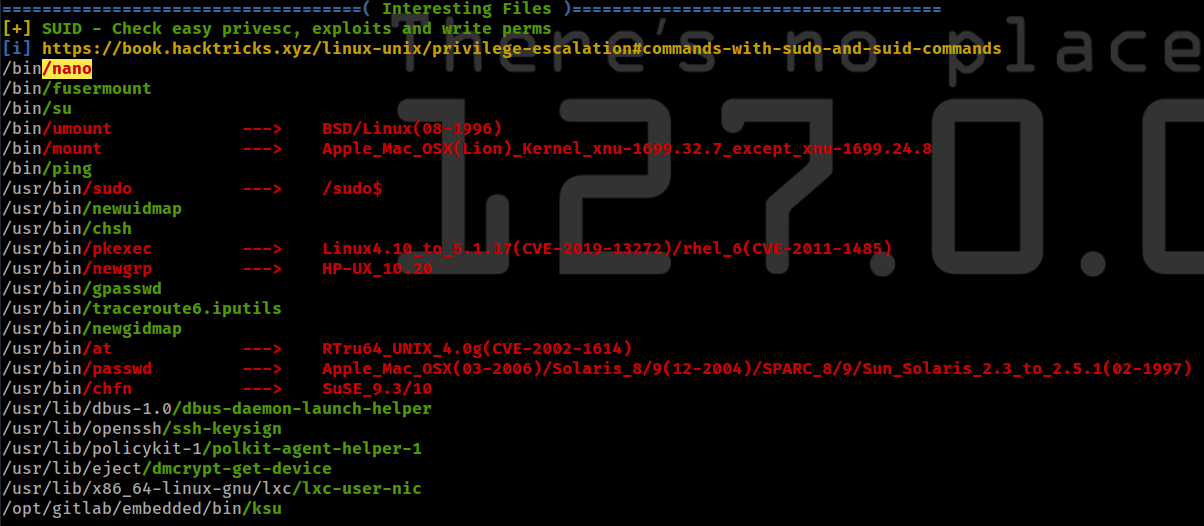 ====================================( Interesting Files )=====================================
[+] SUID - Check easy privesc, exploits and write perms
[i] https://book.hacktricks.xyz/linux-unix/privilege-escalation#commands-with-sudo-and-suid-commands
There's no place
127.0.0
/bin/nano
/bin/fusermount
/bin/su
/bin/umount             --->    BSD/Linux(08-1996)
/bin/mount              --->    Apple_Mac_OSX(Lion)_Kernel_xnu-1699.32.7_except_xnu-1699.24.8
/bin/ping
/usr/bin/sudo           --->    /sudo$
/usr/bin/newuidmap
/usr/bin/chsh
/usr/bin/pkexec         --->    Linux4.10_to_5.1.17(CVE-2019-13272)/rhel_6(CVE-2011-1485)
/usr/bin/newgrp         --->    HP-UX_10.20
/usr/bin/gpasswd
/usr/bin/traceroute6.iputils
/usr/bin/newgidmap
/usr/bin/at             --->    RTru64_UNIX_4.0g(CVE-2002-1614)
/usr/bin/passwd         --->    Apple_Mac_OSX(03-2006)/Solaris_8/9(12-2004)/SPARC_8/9/Sun_Solaris_2.3_to_2.5.1(02-1997)
/usr/bin/chfn           --->    SuSE_9.3/10
/usr/lib/dbus-1.0/dbus-daemon-launch-helper
/usr/lib/openssh/ssh-keysign
/usr/lib/policykit-1/polkit-agent-helper-1
/usr/lib/eject/dmcrypt-get-device
/usr/lib/x86_64-linux-gnu/lxc/lxc-user-nic
/opt/gitlab/embedded/bin/ksu